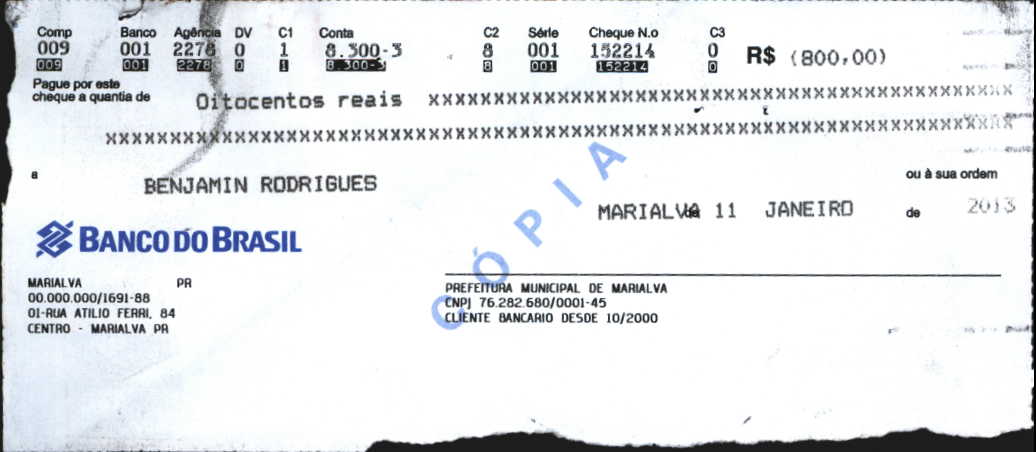 Comp Banco Agência DV C1 Conta C2 Série Cheque N.o C3
009 001 2278 0 1 8.300-3 8 001 152214 0 R$ (800,00)
009 001 2278 0 1 8.300-3 8 001 152214 0
Pague por este
cheque a quantia de Oitocentos reais xxxxxxxxxxxxxxxxxxxxxxxxxxxxxxxxxxxxxxxxxxxxxxxxxxxxxx
xxxxxxxxxxxxxxxxxxxxxxxxxxxxxxxxxxxxxxxxxxxxxxxxxxxxxxxxxxxxxxxxxxxxxxxxxxxxxxxx
a BENJAMIN RODRIGUES ou à sua ordem
MARIALVA de 11 JANEIRO de 2013
CÓPIA
BANCO DO BRASIL
MARIALVA PR
00.000.000/1691-88
01-RUA ATILIO FERRI, 84
CENTRO - MARIALVA PR
PREFEITURA MUNICIPAL DE MARIALVA
CNPJ 76.282.680/0001-45
CLIENTE BANCARIO DESDE 10/2000